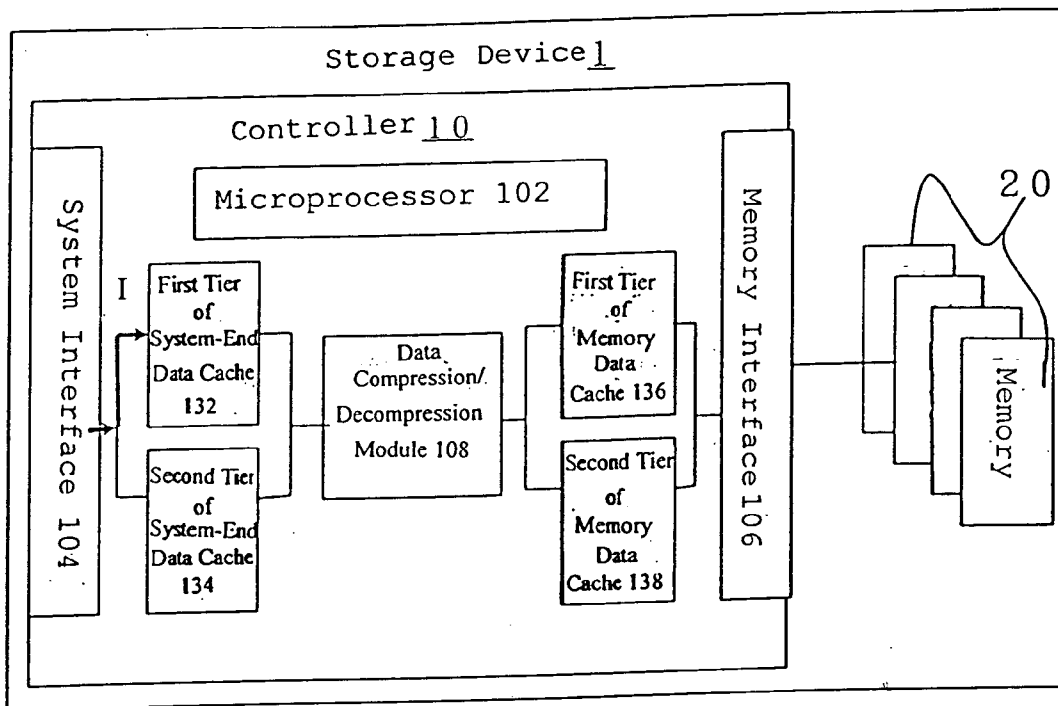 Storage Device 1
Controller 10
Microprocessor 102
System Interface 104
I
First Tier
of
System-End
Data Cache
132
Second Tier
of
System-End
Data Cache
134
Data
Compression/
Decompression
Module 108
First Tier
of
Memory
Data
Cache 136
Second Tier
of
Memory
Data
Cache 138
Memory Interface 106
20
Memory